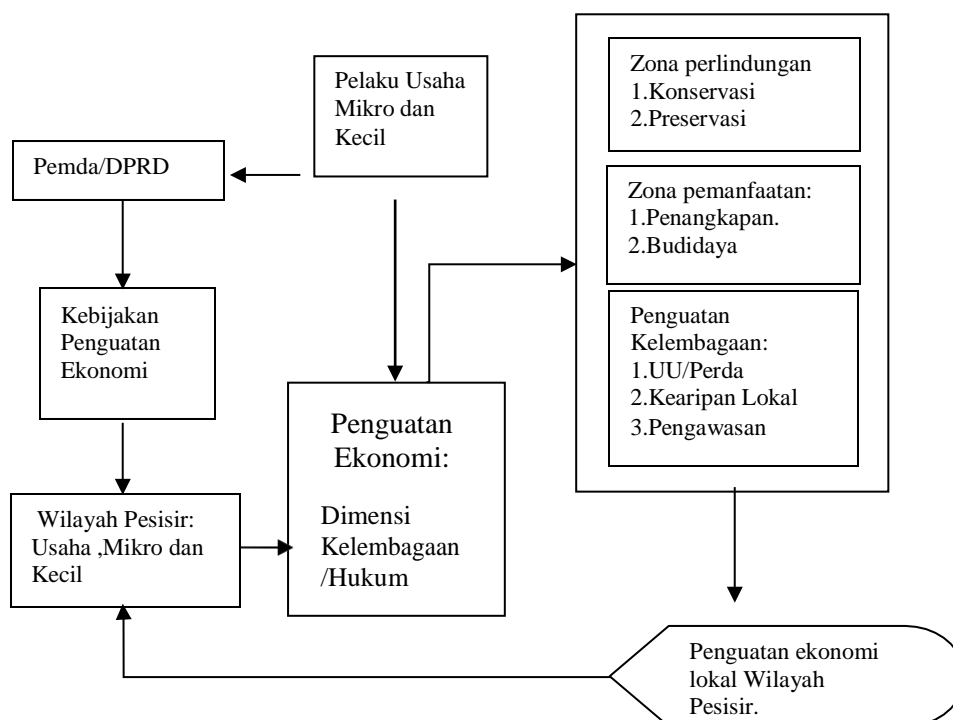 Pelaku Usaha
Mikro dan
Kecil
Pemda/DPRD
Kebijakan
Penguatan
Ekonomi
Wilayah Pesisir:
Usaha ,Mikro dan
Kecil
Penguatan
Ekonomi:
Dimensi
Kelembagaan
/Hukum
Zona perlindungan
1.Konservasi
2.Preservasi
Zona pemanfaatan:
1.Penangkapan.
2.Budidaya
Penguatan
Kelembagaan:
1.UU/Perda
2.Kearipan Lokal
3.Pengawasan
Penguatan ekonomi
lokal Wilayah
Pesisir.